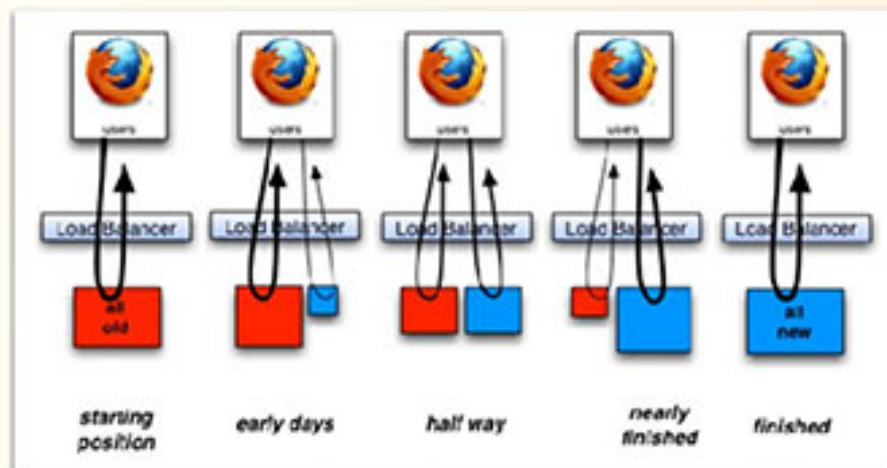 users
users
users
users
users
Load Balancer
Load Balancer
Load Balancer
Load Balancer
Load Balancer
all
old
all
new
starting
position
early days
half way
nearly
finished
finished